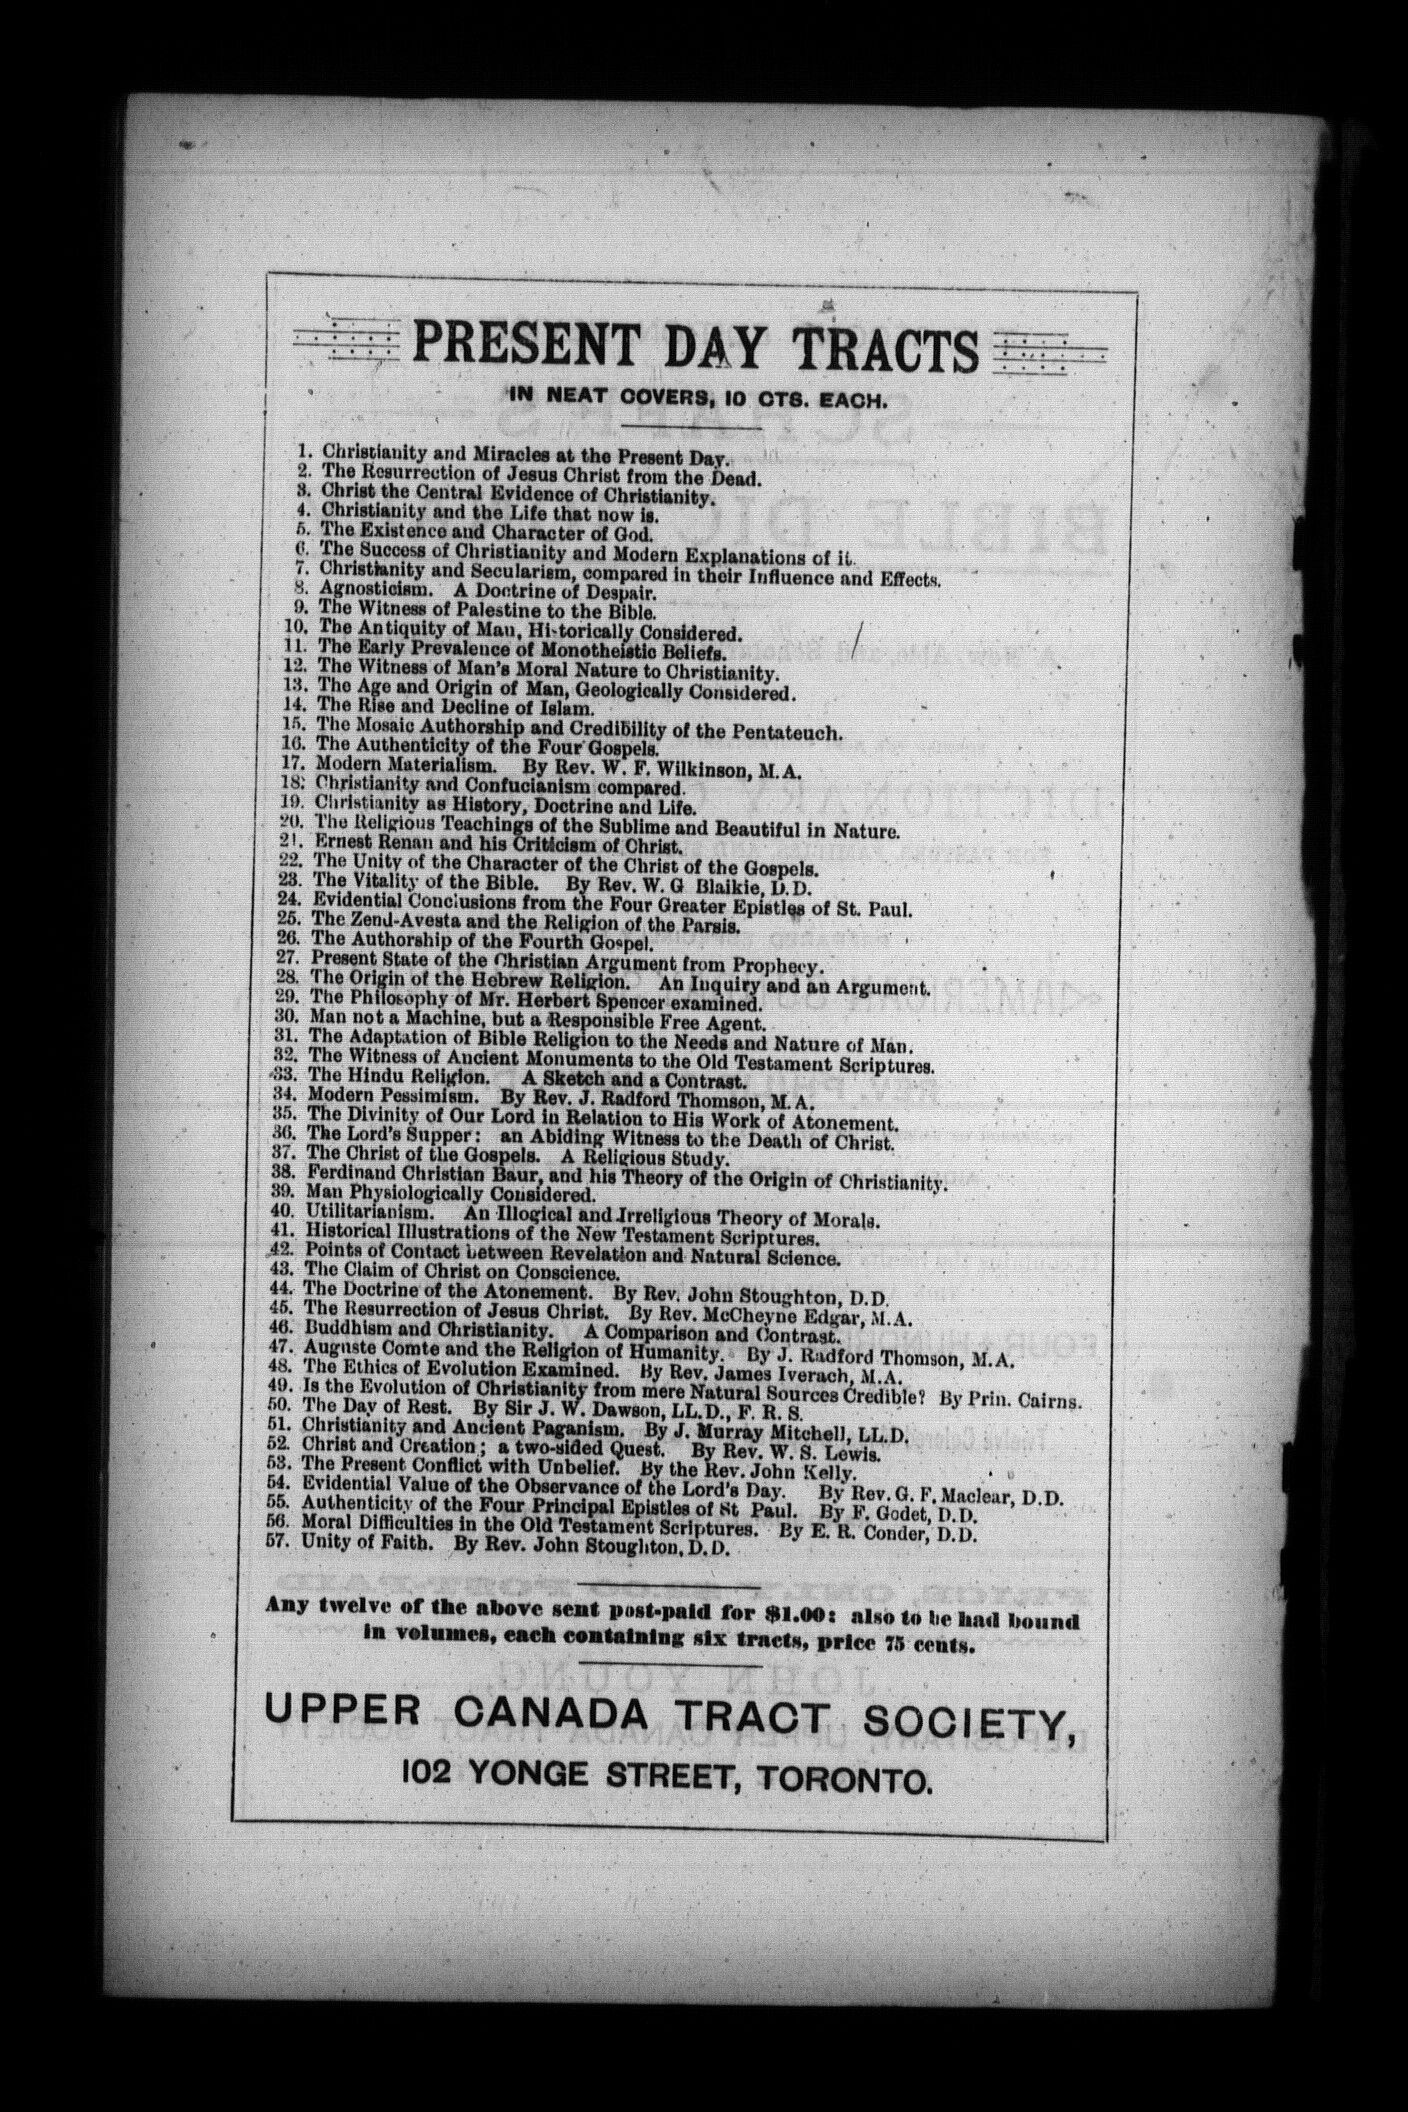 PRESENT DAY TRACTS
IN NEAT COVERS, 10 CTS. EACH.
1. Christianity and Miracles at the Present Day.
2. The Resurrection of Jesus Christ from the Dead.
3. Christ the Central Evidence of Christianity.
4. Christianity and the Life that now is.
5. The Existence and Character of God.
6. The Success of Christianity and Modern Explanations of it.
7. Christianity and Secularism, compared in their Influence and Effects.
8. Agnosticism. A Doctrine of Despair.
9. The Witness of Palestine to the Bible.
10. The Antiquity of Man, Historically Considered.
11. The Early Prevalence of Monotheistic Beliefs.
12. The Witness of Man's Moral Nature to Christianity.
13. The Age and Origin of Man, Geologically Considered.
14. The Rise and Decline of Islam.
15. The Mosaic Authorship and Credibility of the Pentateuch.
16. The Authenticity of the Four Gospels.
17. Modern Materialism. By Rev. W. F. Wilkinson, M.A.
18. Christianity and Confucianism compared.
19. Christianity as History, Doctrine and Life.
20. The Religious Teachings of the Sublime and Beautiful in Nature.
21. Ernest Renan and his Criticism of Christ.
22. The Unity of the Character of the Christ of the Gospels.
23. The Vitality of the Bible. By Rev. W. G Blaikie, D.D.
24. Evidential Conclusions from the Four Greater Epistles of St. Paul.
25. The Zend-Avesta and the Religion of the Parsis.
26. The Authorship of the Fourth Gospel.
27. Present State of the Christian Argument from Prophecy.
28. The Origin of the Hebrew Religion. An Inquiry and an Argument.
29. The Philosophy of Mr. Herbert Spencer examined.
30. Man not a Machine, but a Responsible Free Agent.
31. The Adaptation of Bible Religion to the Needs and Nature of Man.
32. The Witness of Ancient Monuments to the Old Testament Scriptures.
33. The Hindu Religion. A Sketch and a Contrast.
34. Modern Pessimism. By Rev. J. Radford Thomson, M.A.
35. The Divinity of Our Lord in Relation to His Work of Atonement.
36. The Lord's Supper: an Abiding Witness to the Death of Christ.
37. The Christ of the Gospels. A Religious Study.
38. Ferdinand Christian Baur, and his Theory of the Origin of Christianity.
39. Man Physiologically Considered.
40. Utilitarianism. An Illogical and Irreligious Theory of Morals.
41. Historical Illustrations of the New Testament Scriptures.
42. Points of Contact between Revelation and Natural Science.
43. The Claim of Christ on Conscience.
44. The Doctrine of the Atonement. By Rev. John Stoughton, D.D.
45. The Resurrection of Jesus Christ. By Rev. McCheyne Edgar, M.A.
46. Buddhism and Christianity. A Comparison and Contrast.
47. Auguste Comte and the Religion of Humanity. By J. Radford Thomson, M.A.
48. The Ethics of Evolution Examined. By Rev. James Iverach, M.A.
49. Is the Evolution of Christianity from mere Natural Sources Credible? By Prin. Cairns.
50. The Day of Rest. By Sir J. W. Dawson, LL.D., F. R. S.
51. Christianity and Ancient Paganism. By J. Murray Mitchell, LL.D.
52. Christ and Creation; a two-sided Quest. By Rev. W. S. Lewis.
53. The Present Conflict with Unbelief. By the Rev. John Kelly.
54. Evidential Value of the Observance of the Lord's Day. By Rev. G. F. Maclear, D.D.
55. Authenticity of the Four Principal Epistles of St Paul. By F. Godet, D.D.
56. Moral Difficulties in the Old Testament Scriptures. By E. R. Conder, D.D.
57. Unity of Faith. By Rev. John Stoughton, D.D.
Any twelve of the above sent post-paid for $1.00: also to be had bound
in volumes, each containing six tracts, price 75 cents.
UPPER CANADA TRACT SOCIETY,
102 YONGE STREET, TORONTO.